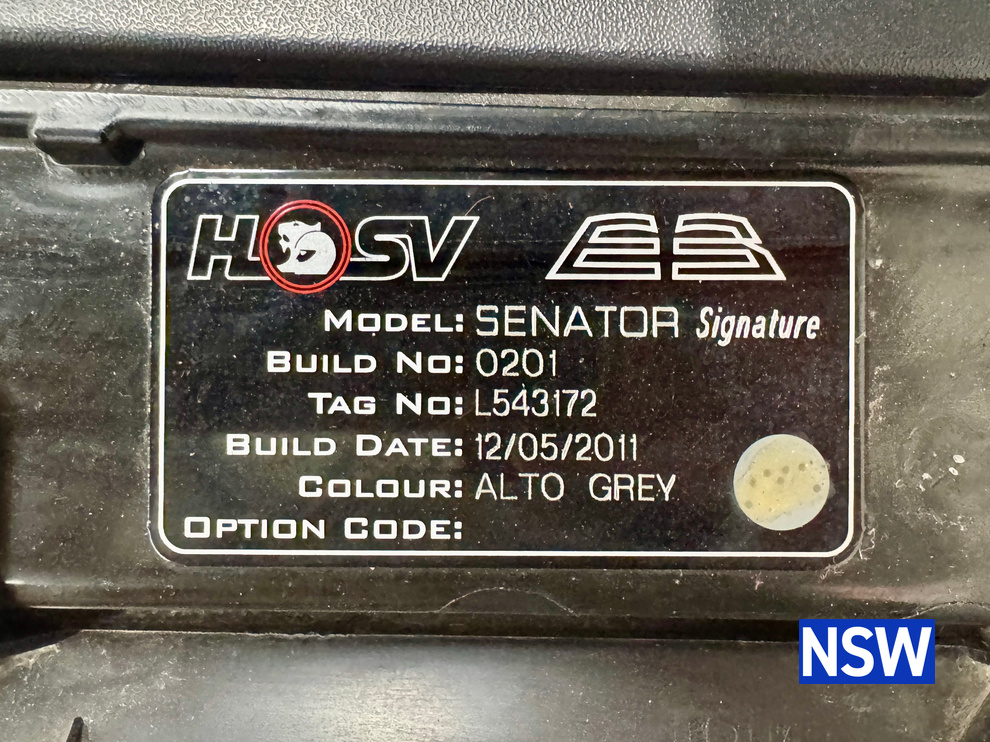 HSV E3
MODEL: SENATOR Signature
BUILD NO: 0201
TAG NO: L543172
BUILD DATE: 12/05/2011
COLOUR: ALTO GREY
OPTION CODE:
NSW